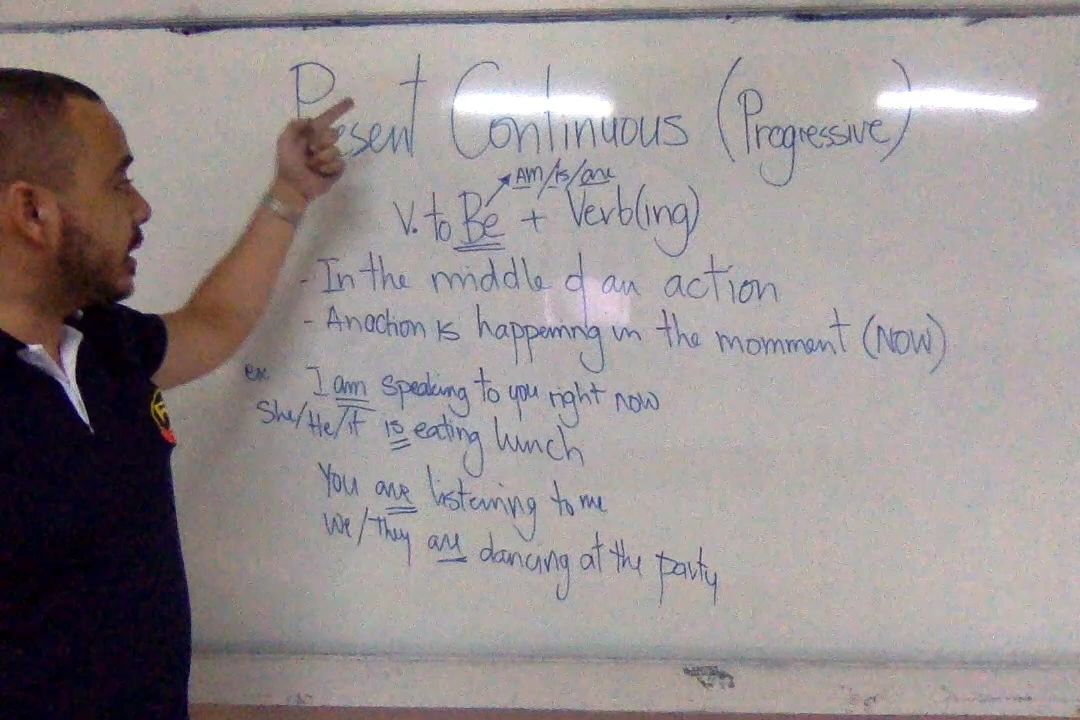 Present Continuous (Progressive)
Am/is/are
V. to Be + Verb(ing)
- In the middle of an action
- An action is happening in the momment (NOW)
ex I am speaking to you right now
She/He/it is eating lunch
You are listening to me
We/They are dancing at the party